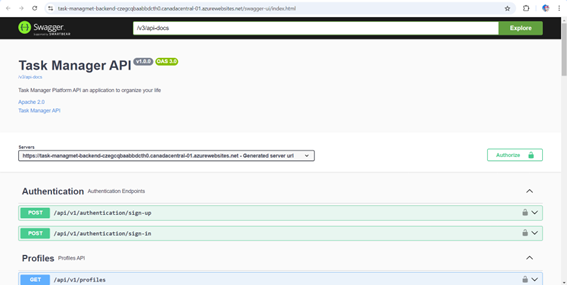 task-managmet-backend-czegcqbaabbdcth0.canadacentral-01.azurewebsites.net/swagger-ui/index.html
Swagger
Supported by SMARTBEAR
/v3/api-docs
Explore
Task Manager API v1.0.0 OAS 3.0
/v3/api-docs
Task Manager Platform API an application to organize your life
Apache 2.0
Task Manager API
Servers
https://task-managmet-backend-czegcqbaabbdcth0.canadacentral-01.azurewebsites.net - Generated server url
Authorize
Authentication Authentication Endpoints
POST /api/v1/authentication/sign-up
POST /api/v1/authentication/sign-in
Profiles Profiles API
GET /api/v1/profiles